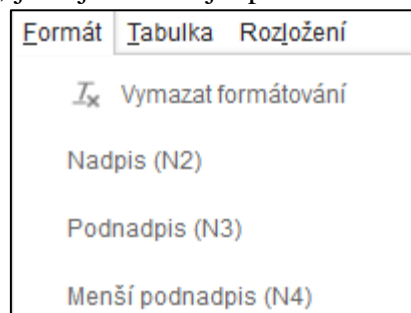 Formát Tabulka Rozložení
Vymazat formátování
Nadpis (N2)
Podnadpis (N3)
Menší podnadpis (N4)